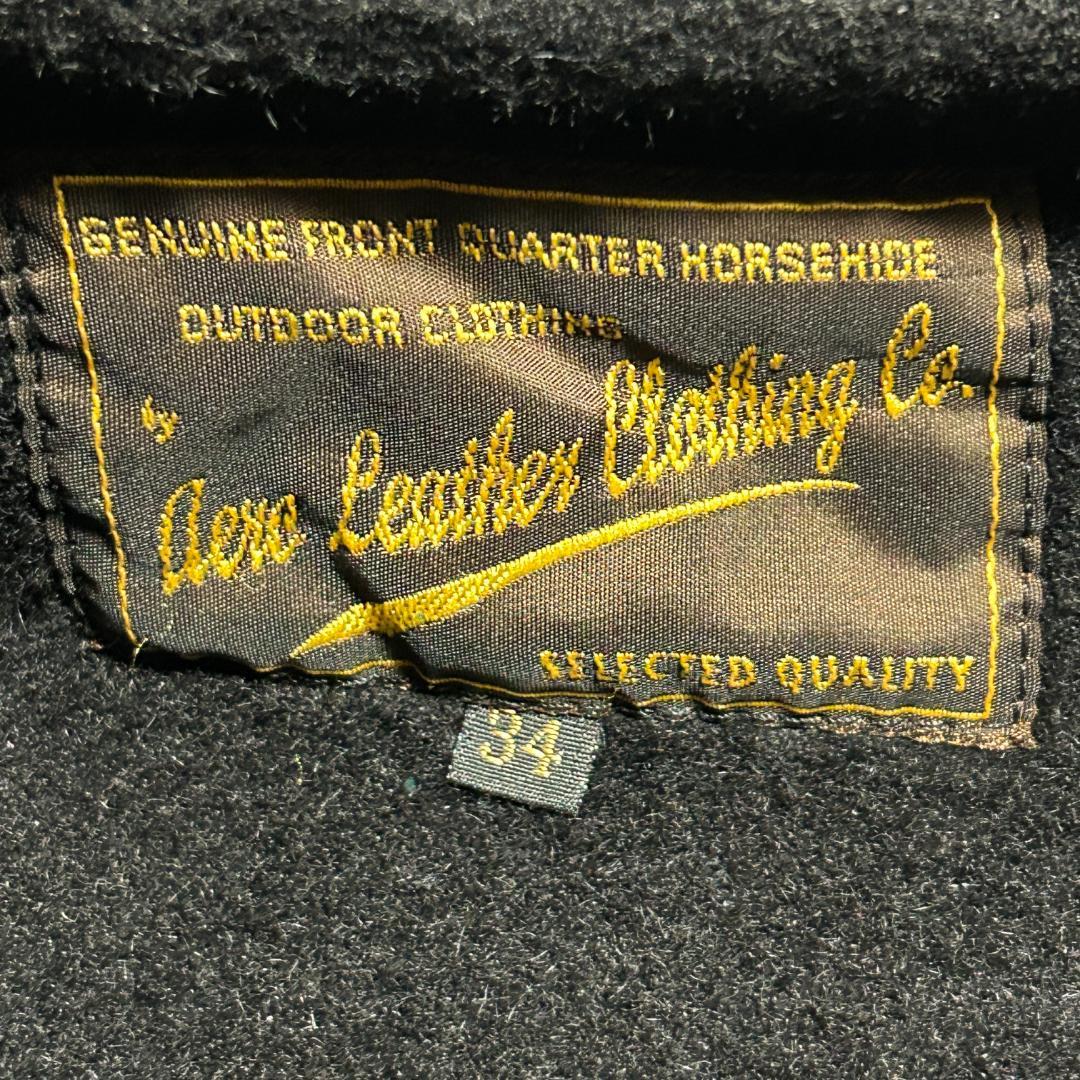 GENUINE FRONT QUARTER HORSEHIDE
OUTDOOR CLOTHING
by
Aero Leather Clothing Co.
SELECTED QUALITY
34